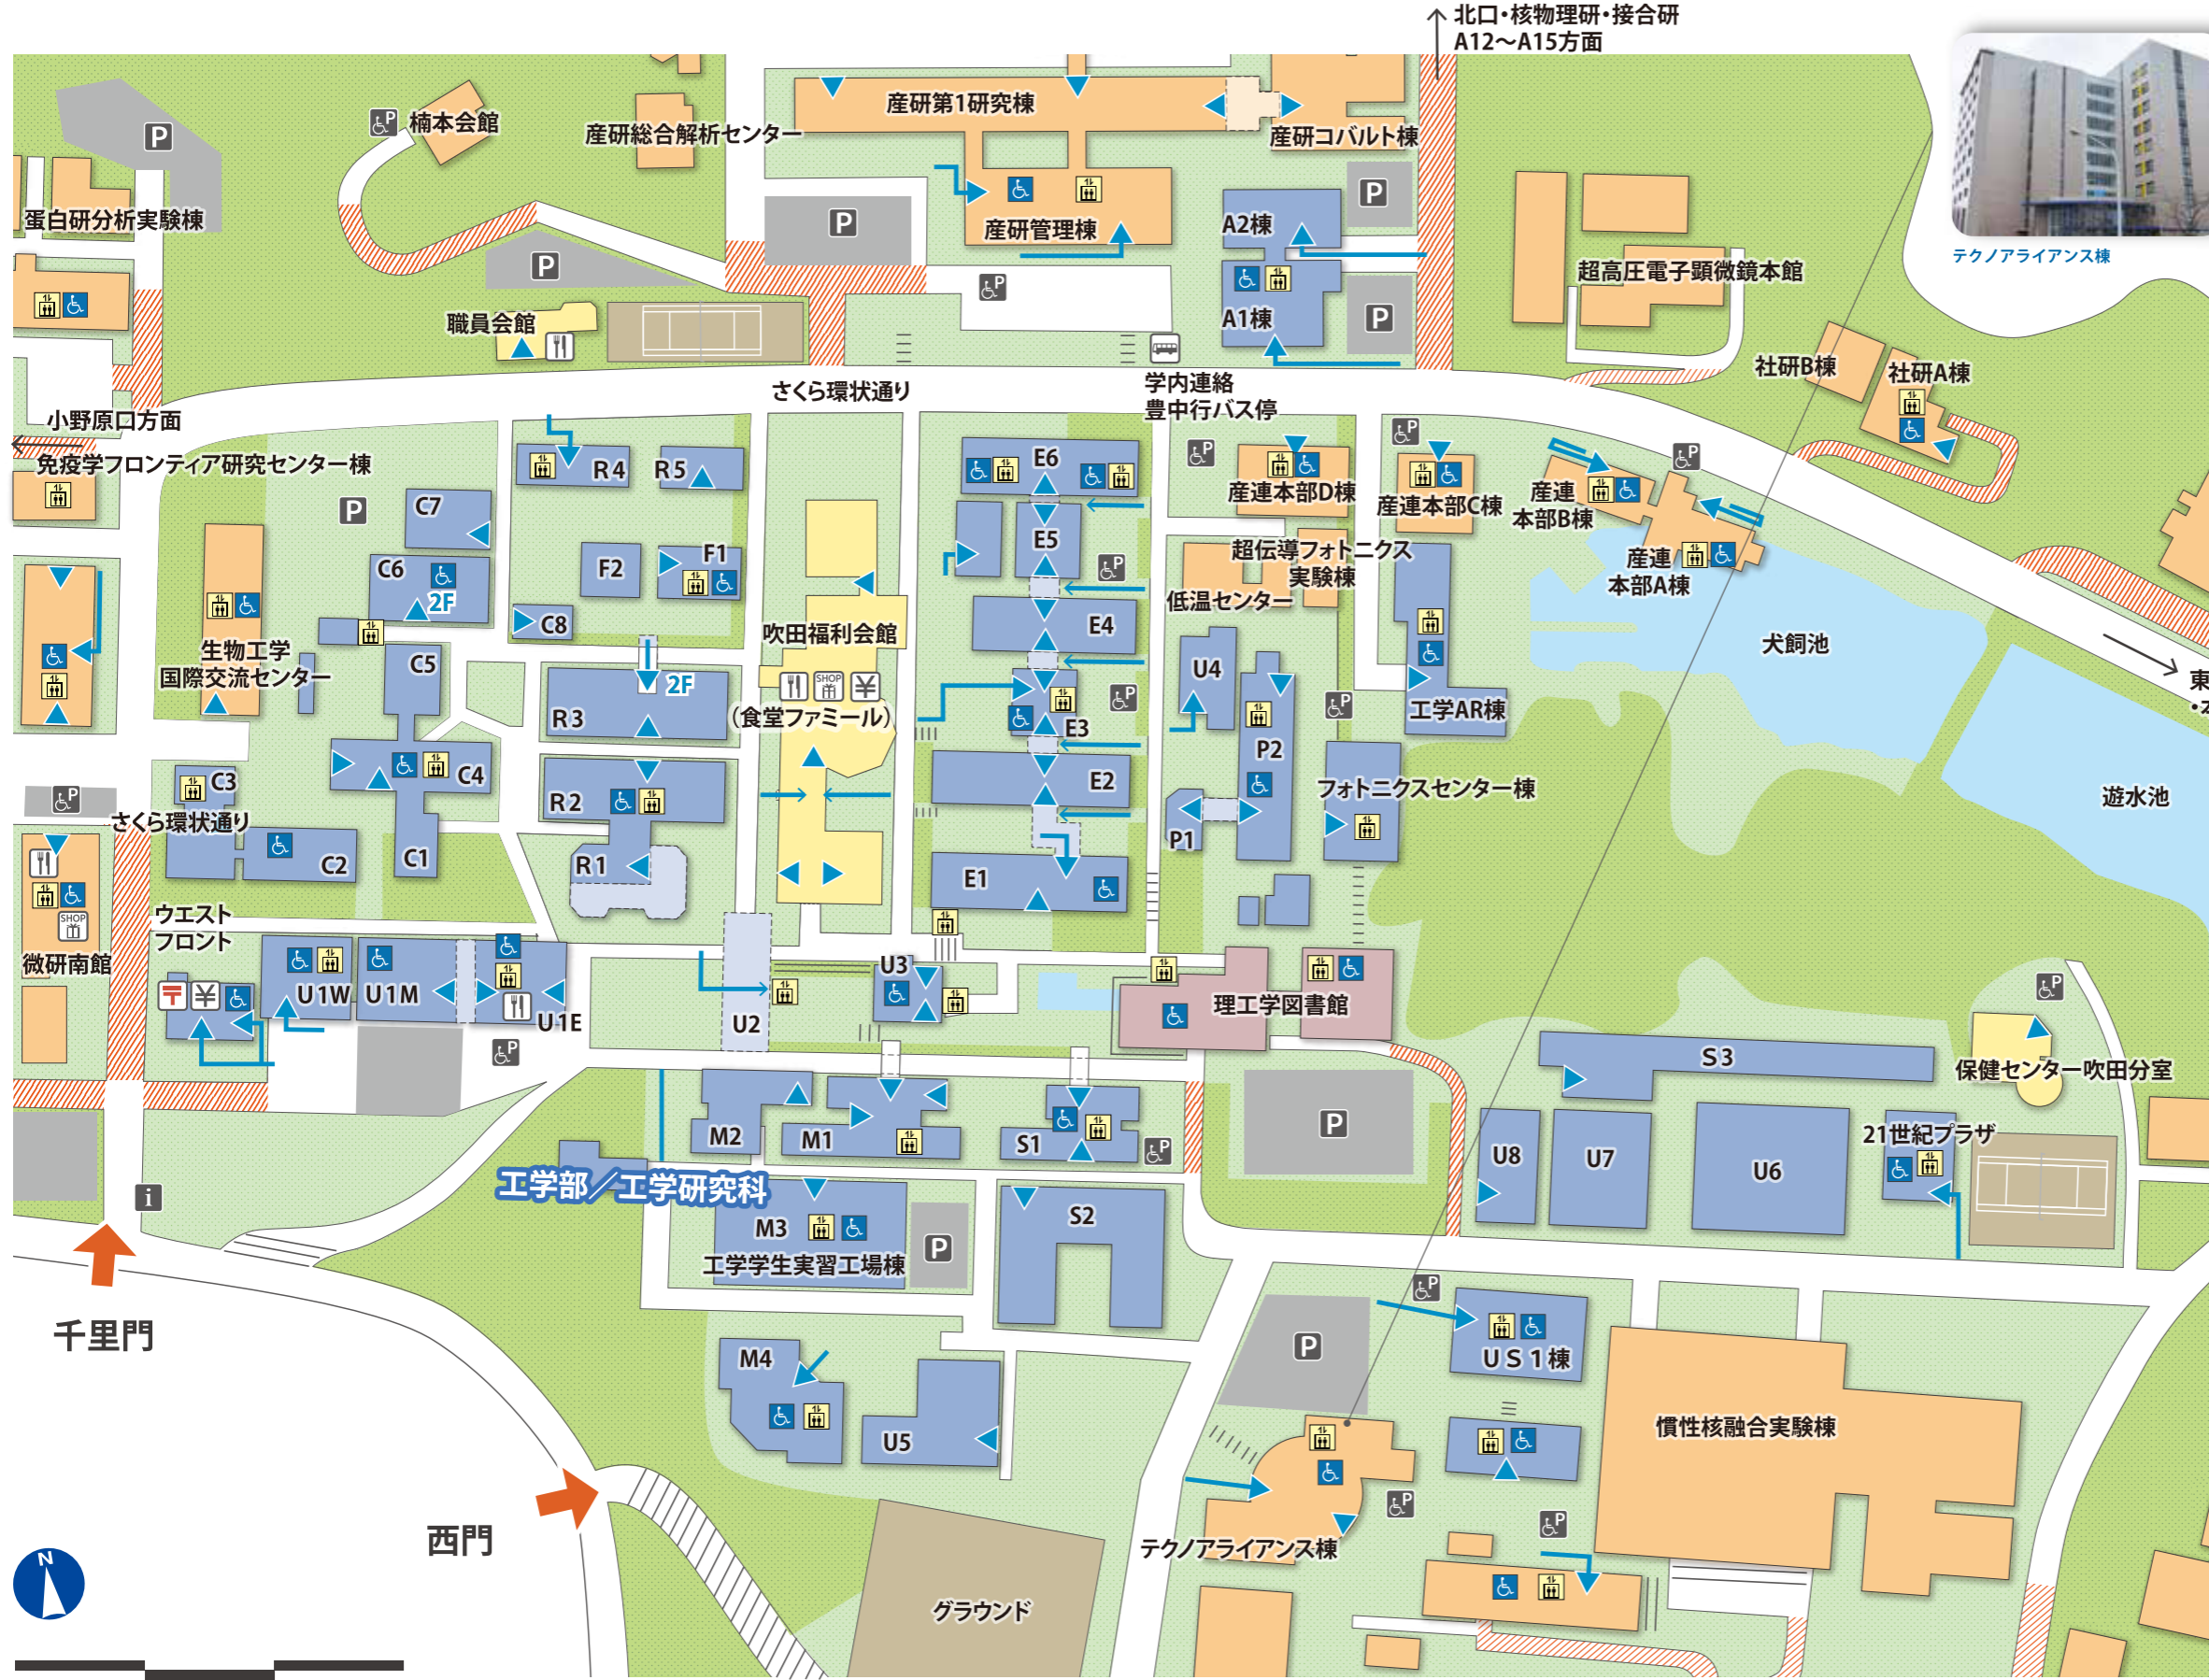 北口・核物理研・接合研
A12～A15方面
テクノアライアンス棟
P
楠本会館
産研総合解析センター
産研第1研究棟
産研コバルト棟
蛋白研分析実験棟
P
P
産研管理棟
A2棟
P
A1棟
P
超高圧電子顕微鏡本館
職員会館
社研B棟
社研A棟
さくら環状通り
学内連絡
豊中行バス停
小野原口方面
免疫学フロンティア研究センター棟
P
C7
R4
R5
E6
産連本部D棟
産連本部C棟
産連
本部B棟
産連
本部A棟
C6
2F
F2
F1
C8
E5
超伝導フォトニクス
実験棟
低温センター
E4
犬飼池
生物工学
国際交流センター
C5
吹田福利会館
SHOP
(食堂ファミール)
2F
R3
E3
U4
工学AR棟
P2
東
C3
C4
R2
E2
フォトニクスセンター棟
遊水池
さくら環状通り
C2
C1
R1
E1
P1
SHOP
ウエスト
フロント
微研南館
U1W
U1M
U1E
U2
U3
理工学図書館
S3
保健センター吹田分室
M2
M1
S1
P
U8
U7
U6
21世紀プラザ
工学部／工学研究科
M3
工学学生実習工場棟
P
S2
i
千里門
M4
U5
P
US1棟
慣性核融合実験棟
西門
テクノアライアンス棟
グラウンド
N